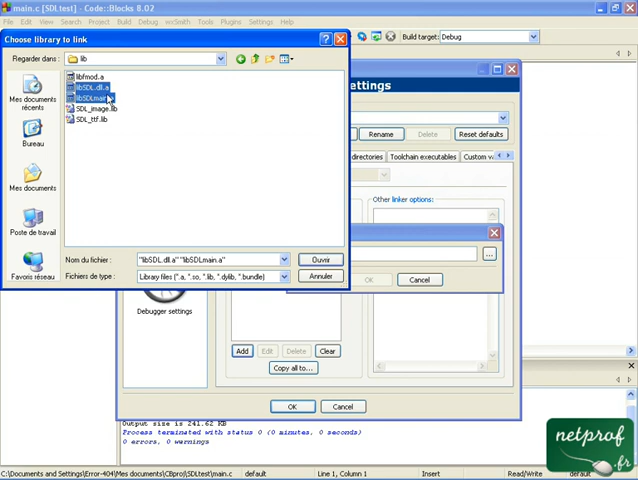 main.c [SDLtest] - Code::Blocks 8.02
File Edit View Search Project Build Debug wxSmith Tools Plugins Settings Help
Build target: Debug
Choose library to link
Regarder dans: lib
libfmod.a
libSDL.dll.a
libSDLmain.a
SDL_image.lib
SDL_ttf.lib
Mes documents récents
Bureau
Mes documents
Poste de travail
Favoris réseau
Nom du fichier : "libSDL.dll.a" "libSDLmain.a" Ouvrir
Fichiers de type : Library files (*.a, *.so, *.lib, *.dylib, *.bundle) Annuler
ettings
Rename Delete Reset defaults
directories Toolchain executables Custom v
Other linker options:
...
OK Cancel
Debugger settings
Add Edit Delete Clear
Copy all to...
OK Cancel
Output size is 241.62 KB
Process terminated with status 0 (0 minutes, 0 seconds)
0 errors, 0 warnings
netprof
.fr
C:\Documents and Settings\Error-404\Mes documents\CBproj\SDLtest\main.c default Line 1, Column 1 Insert Read/Write default